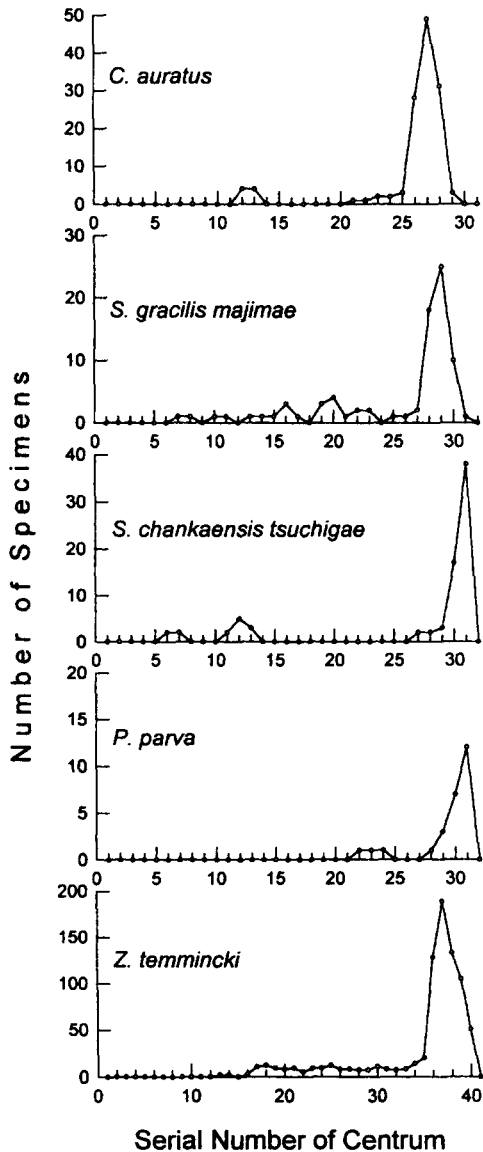 50
40
30
20
10
0
C. auratus
0 5 10 15 20 25 30
30
20
10
0
S. gracilis majimae
0 5 10 15 20 25 30
40
30
20
10
0
S. chankaensis tsuchigae
0 5 10 15 20 25 30
20
15
10
5
0
P. parva
0 5 10 15 20 25 30
200
150
100
50
0
Z. temmincki
0 10 20 30 40
Number of Specimens
Serial Number of Centrum